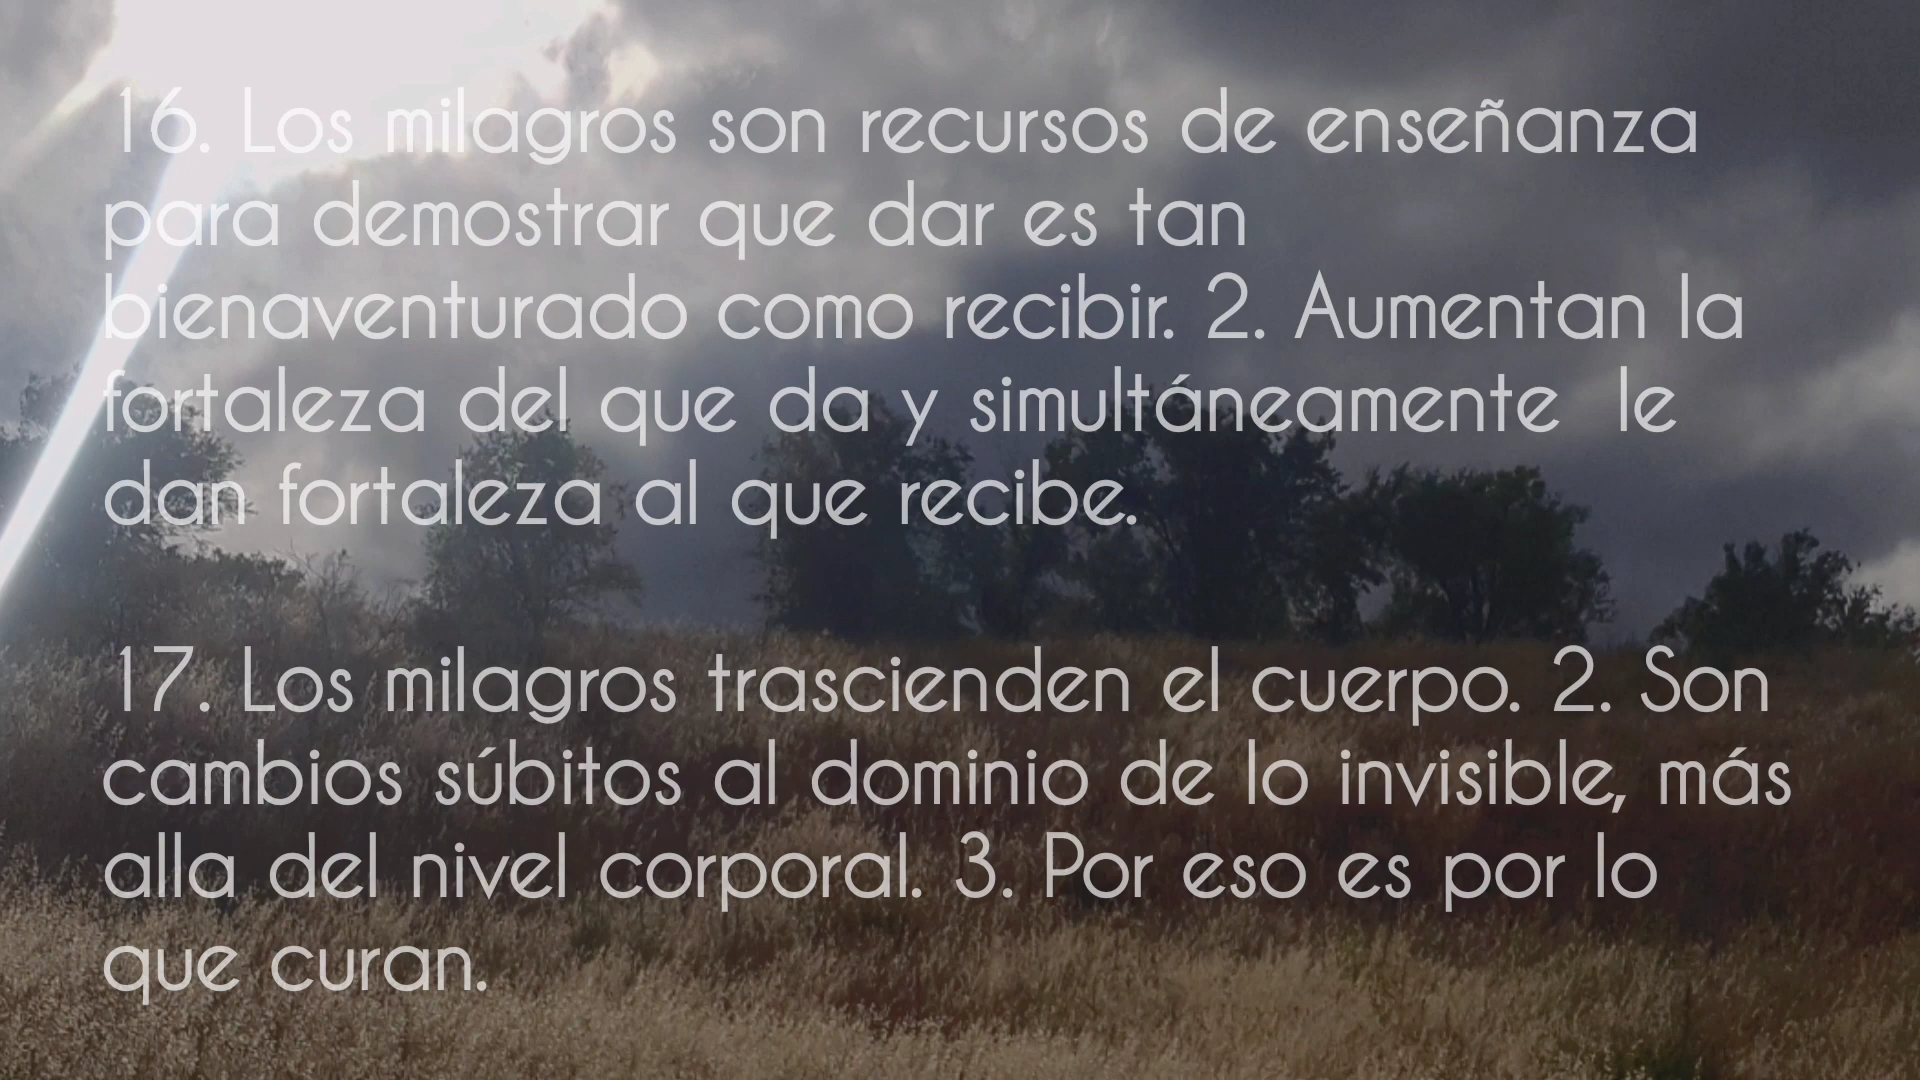 16. Los milagros son recursos de enseñanza
para demostrar que dar es tan
bienaventurado como recibir. 2. Aumentan la
fortaleza del que da y simultáneamente  le
dan fortaleza al que recibe.
17. Los milagros trascienden el cuerpo. 2. Son
cambios súbitos al dominio de lo invisible, más
alla del nivel corporal. 3. Por eso es por lo
que curan.